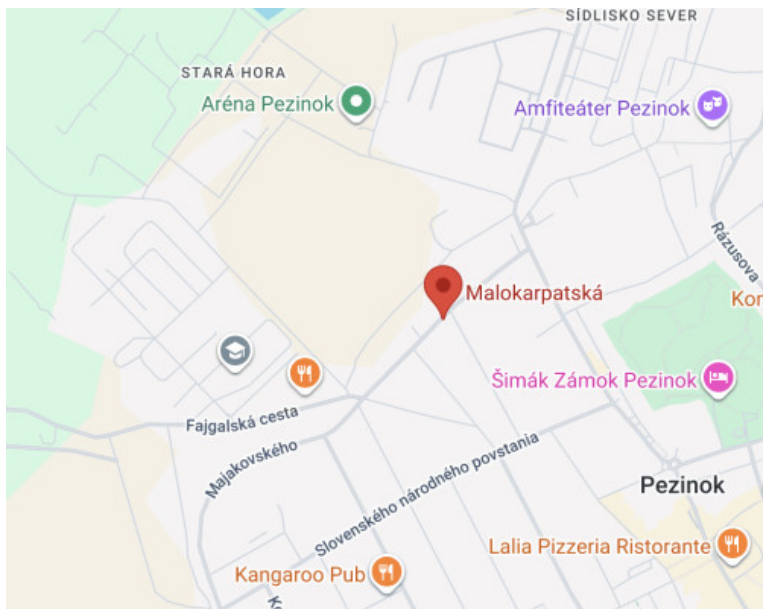 SÍDLISKO SEVER
STARÁ HORA
Aréna Pezinok
Amfiteáter Pezinok
Rázusova
Malokarpatská
Kor
Šimák Zámok Pezinok
Fajgalská cesta
Majakovského
Slovenského národného povstania
Pezinok
Lalia Pizzeria Ristorante
Kangaroo Pub